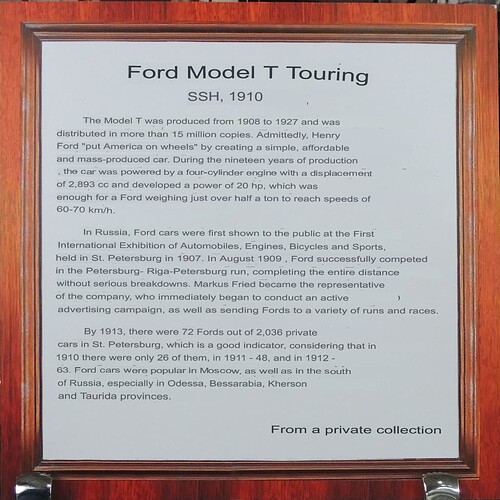 Ford Model T Touring
SSH, 1910
The Model T was produced from 1908 to 1927 and was
distributed in more than 15 million copies. Admittedly, Henry
Ford "put America on wheels" by creating a simple, affordable
and mass-produced car. During the nineteen years of production
, the car was powered by a four-cylinder engine with a displacement
of 2,893 cc and developed a power of 20 hp, which was
enough for a Ford weighing just over half a ton to reach speeds of
60-70 km/h.
In Russia, Ford cars were first shown to the public at the First
International Exhibition of Automobiles, Engines, Bicycles and Sports,
held in St. Petersburg in 1907. In August 1909 , Ford successfully competed
in the Petersburg- Riga-Petersburg run, completing the entire distance
without serious breakdowns. Markus Fried became the representative
of the company, who immediately began to conduct an active )
advertising campaign, as well as sending Fords to a variety of runs and races.
By 1913, there were 72 Fords out of 2,036 private
cars in St. Petersburg, which is a good indicator, considering that in
1910 there were only 26 of them, in 1911 - 48, and in 1912 -
63. Ford cars were popular in Moscow, as well as in the south
of Russia, especially in Odessa, Bessarabia, Kherson
and Taurida provinces.
From a private collection